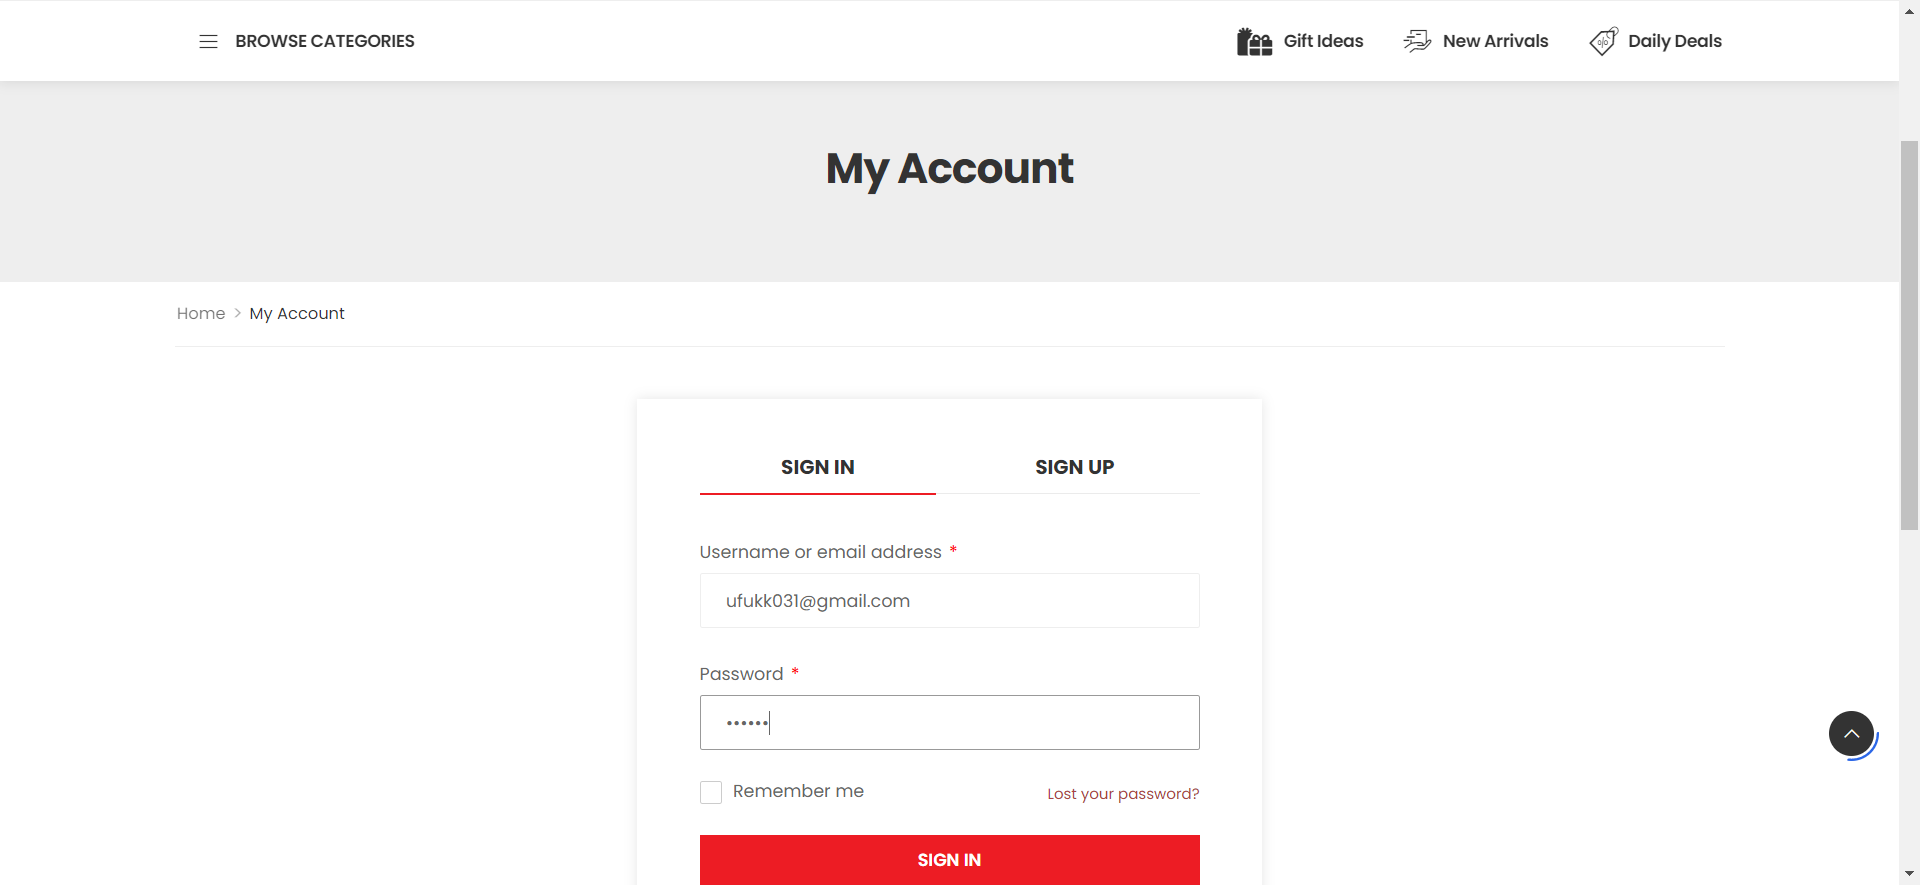 BROWSE CATEGORIES
Gift Ideas
New Arrivals
Daily Deals
My Account
Home > My Account
SIGN IN
SIGN UP
Username or email address *
ufukk031@gmail.com
Password *
••••••
Remember me
Lost your password?
SIGN IN